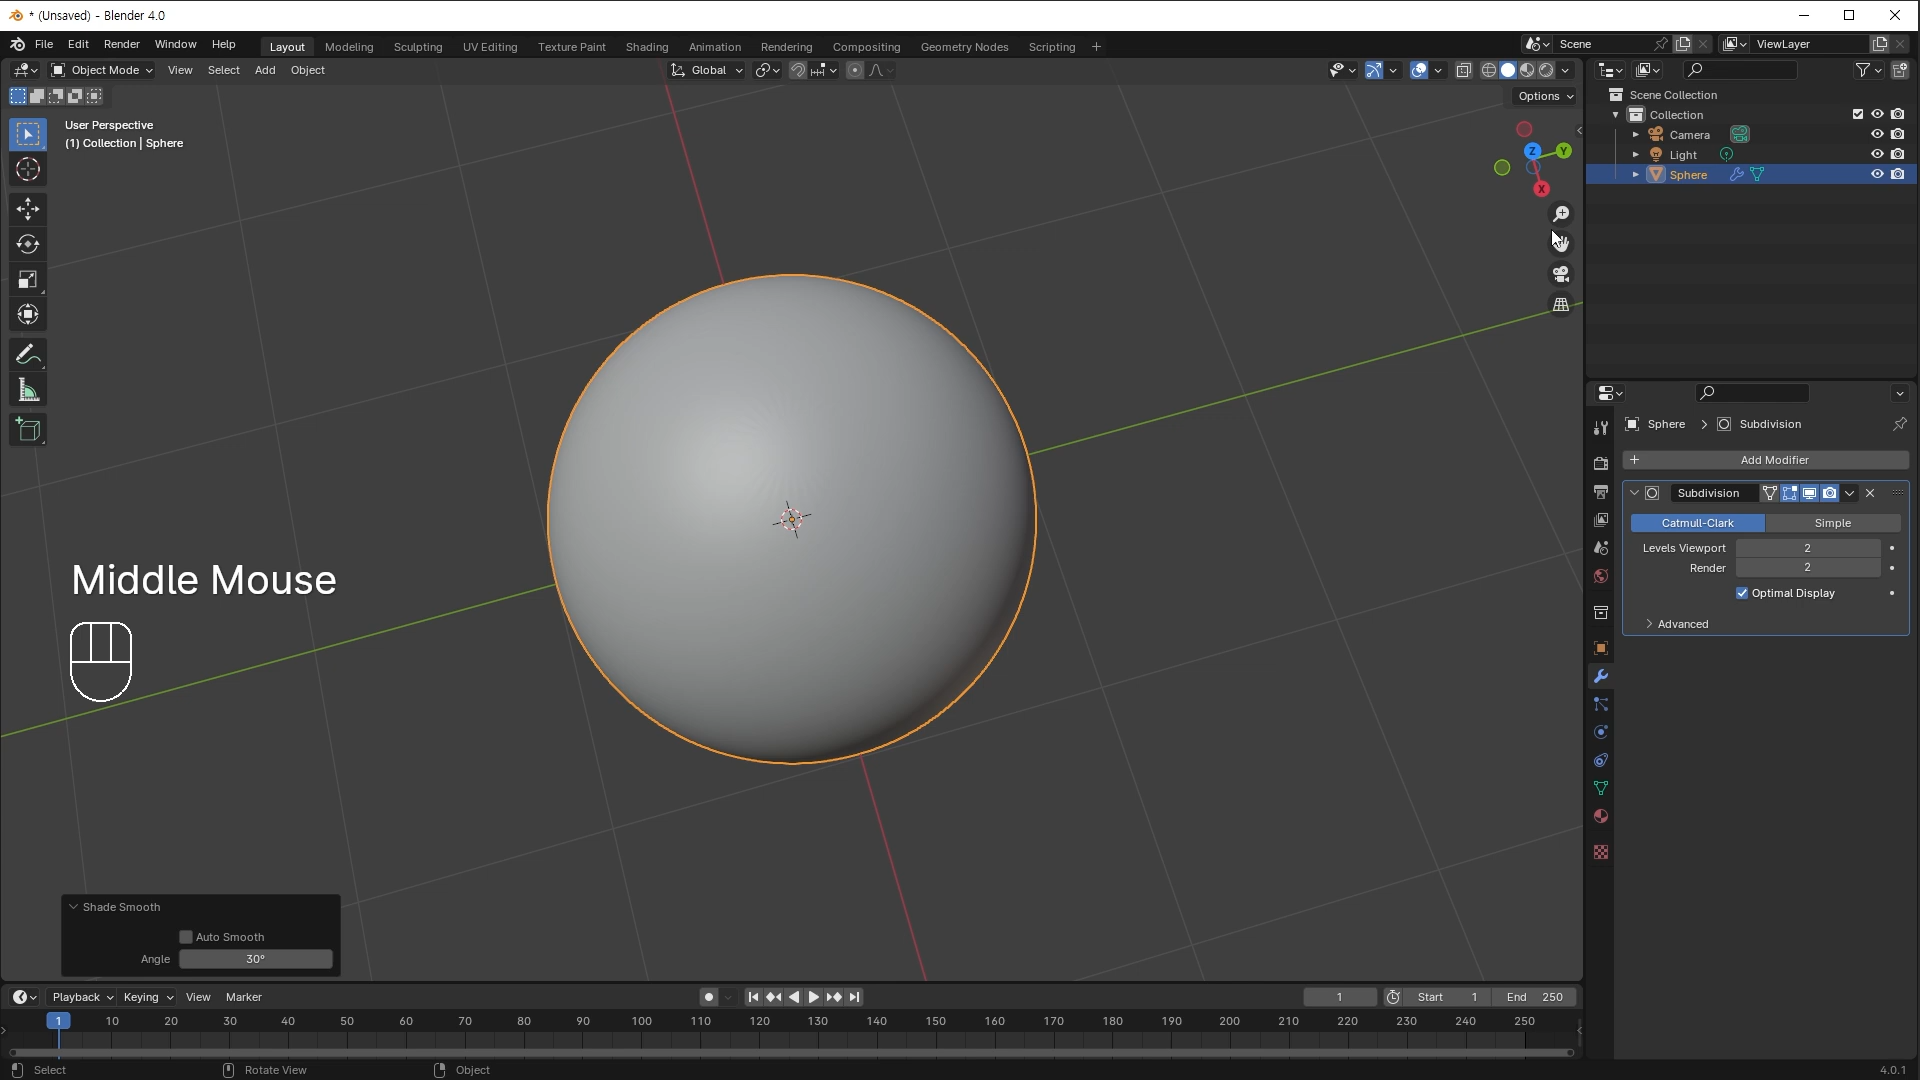 * (Unsaved) - Blender 4.0
File Edit Render Window Help Layout Modeling Sculpting UV Editing Texture Paint Shading Animation Rendering Compositing Geometry Nodes Scripting + Scene ViewLayer
Object Mode View Select Add Object Global
Options
User Perspective
(1) Collection | Sphere
Z Y
X
Scene Collection
Collection
Camera
Light
Sphere
Sphere > Subdivision
+ Add Modifier
Subdivision
Catmull-Clark Simple
Levels Viewport 2
Render 2
Optimal Display
Advanced
Middle Mouse
Shade Smooth
Auto Smooth
Angle 30°
Playback Keying View Marker 1 Start 1 End 250
1 10 20 30 40 50 60 70 80 90 100 110 120 130 140 150 160 170 180 190 200 210 220 230 240 250
Select Rotate View Object 4.0.1